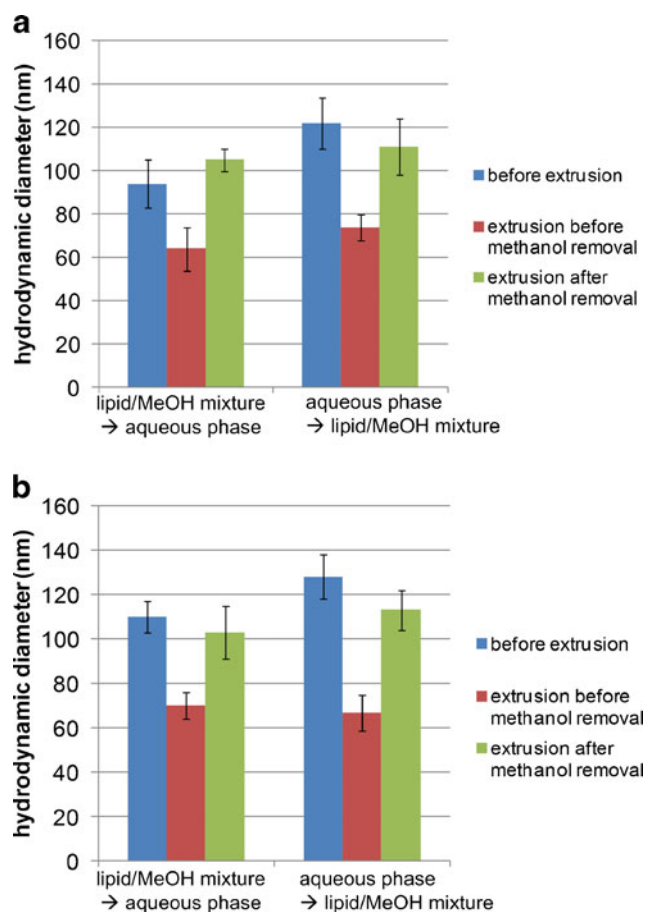 a
160
140
120
100
80
60
40
20
0
hydrodynamic diameter (nm)
lipid/MeOH mixture
→ aqueous phase
aqueous phase
→ lipid/MeOH mixture
before extrusion
extrusion before
methanol removal
extrusion after
methanol removal
b
160
140
120
100
80
60
40
20
0
hydrodynamic diameter (nm)
lipid/MeOH mixture
→ aqueous phase
aqueous phase
→ lipid/MeOH mixture
before extrusion
extrusion before
methanol removal
extrusion after
methanol removal